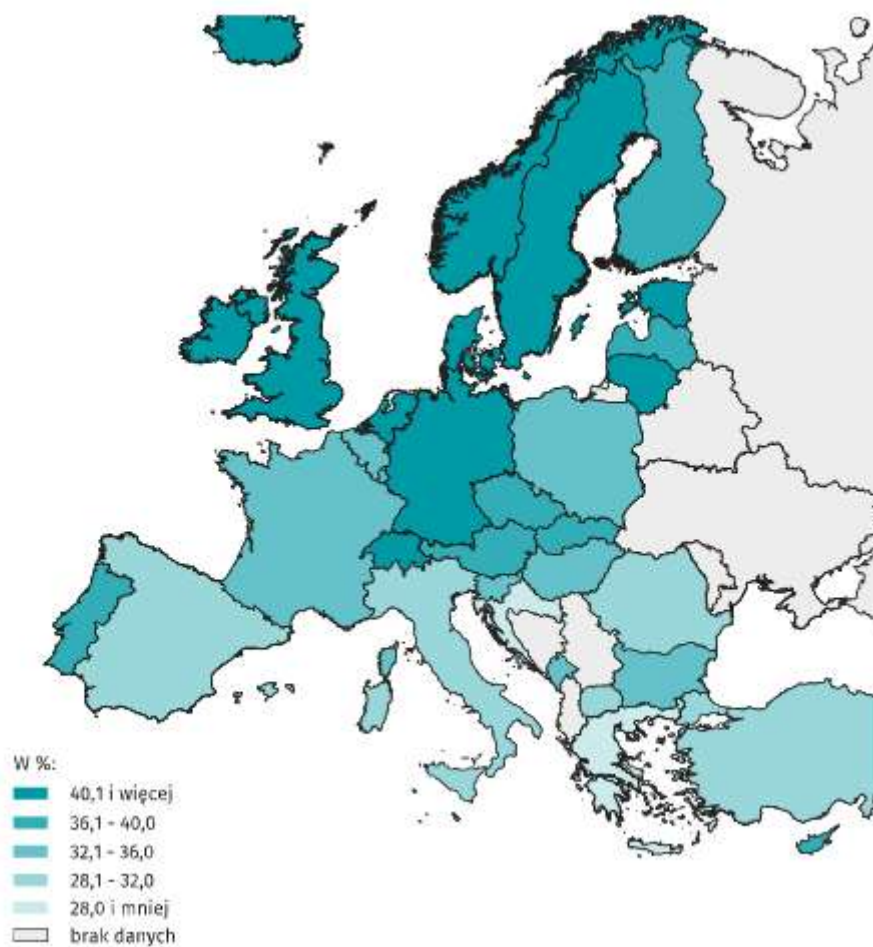 W %:
40,1 i więcej
36,1 - 40,0
32,1 - 36,0
28,1 - 32,0
28,0 i mniej
brak danych